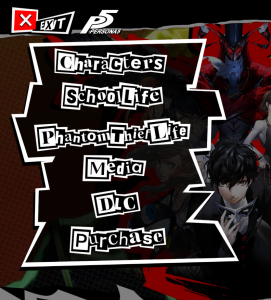 EXIT P5 PERSONA5
Characters
School Life
Phantom Thief Life
Media
DLC
Purchase